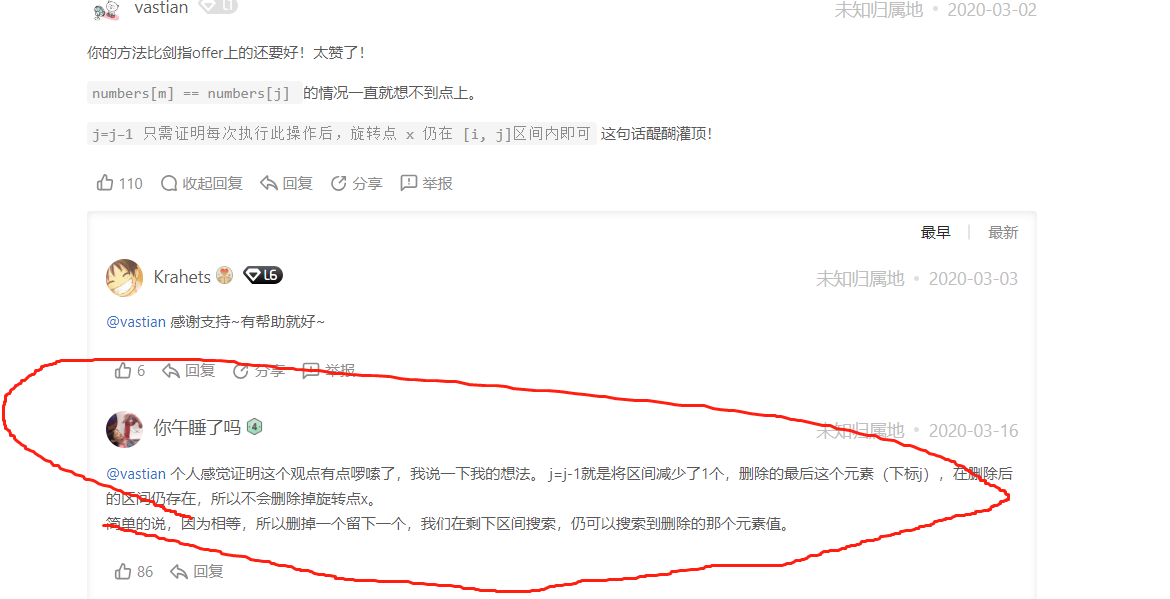 vastian L1
未知归属地 • 2020-03-02
你的方法比剑指offer上的还要好！太赞了！
numbers[m] == numbers[j] 的情况一直就想不到点上。
j=j-1 只需证明每次执行此操作后，旋转点 x 仍在 [i, j]区间内即可 这句话醍醐灌顶！
110 收起回复 回复 分享 举报
最早 | 最新
Krahets L6
未知归属地 • 2020-03-03
@vastian 感谢支持~有帮助就好~
6 回复 分享 举报
你午睡了吗 4
未知归属地 • 2020-03-16
@vastian 个人感觉证明这个观点有点啰嗦了，我说一下我的想法。 j=j-1就是将区间减少了1个，删除的最后这个元素（下标j），在删除后
的区间仍存在，所以不会删除掉旋转点x。
简单的说，因为相等，所以删掉一个留下一个，我们在剩下区间搜索，仍可以搜索到删除的那个元素值。
86 回复